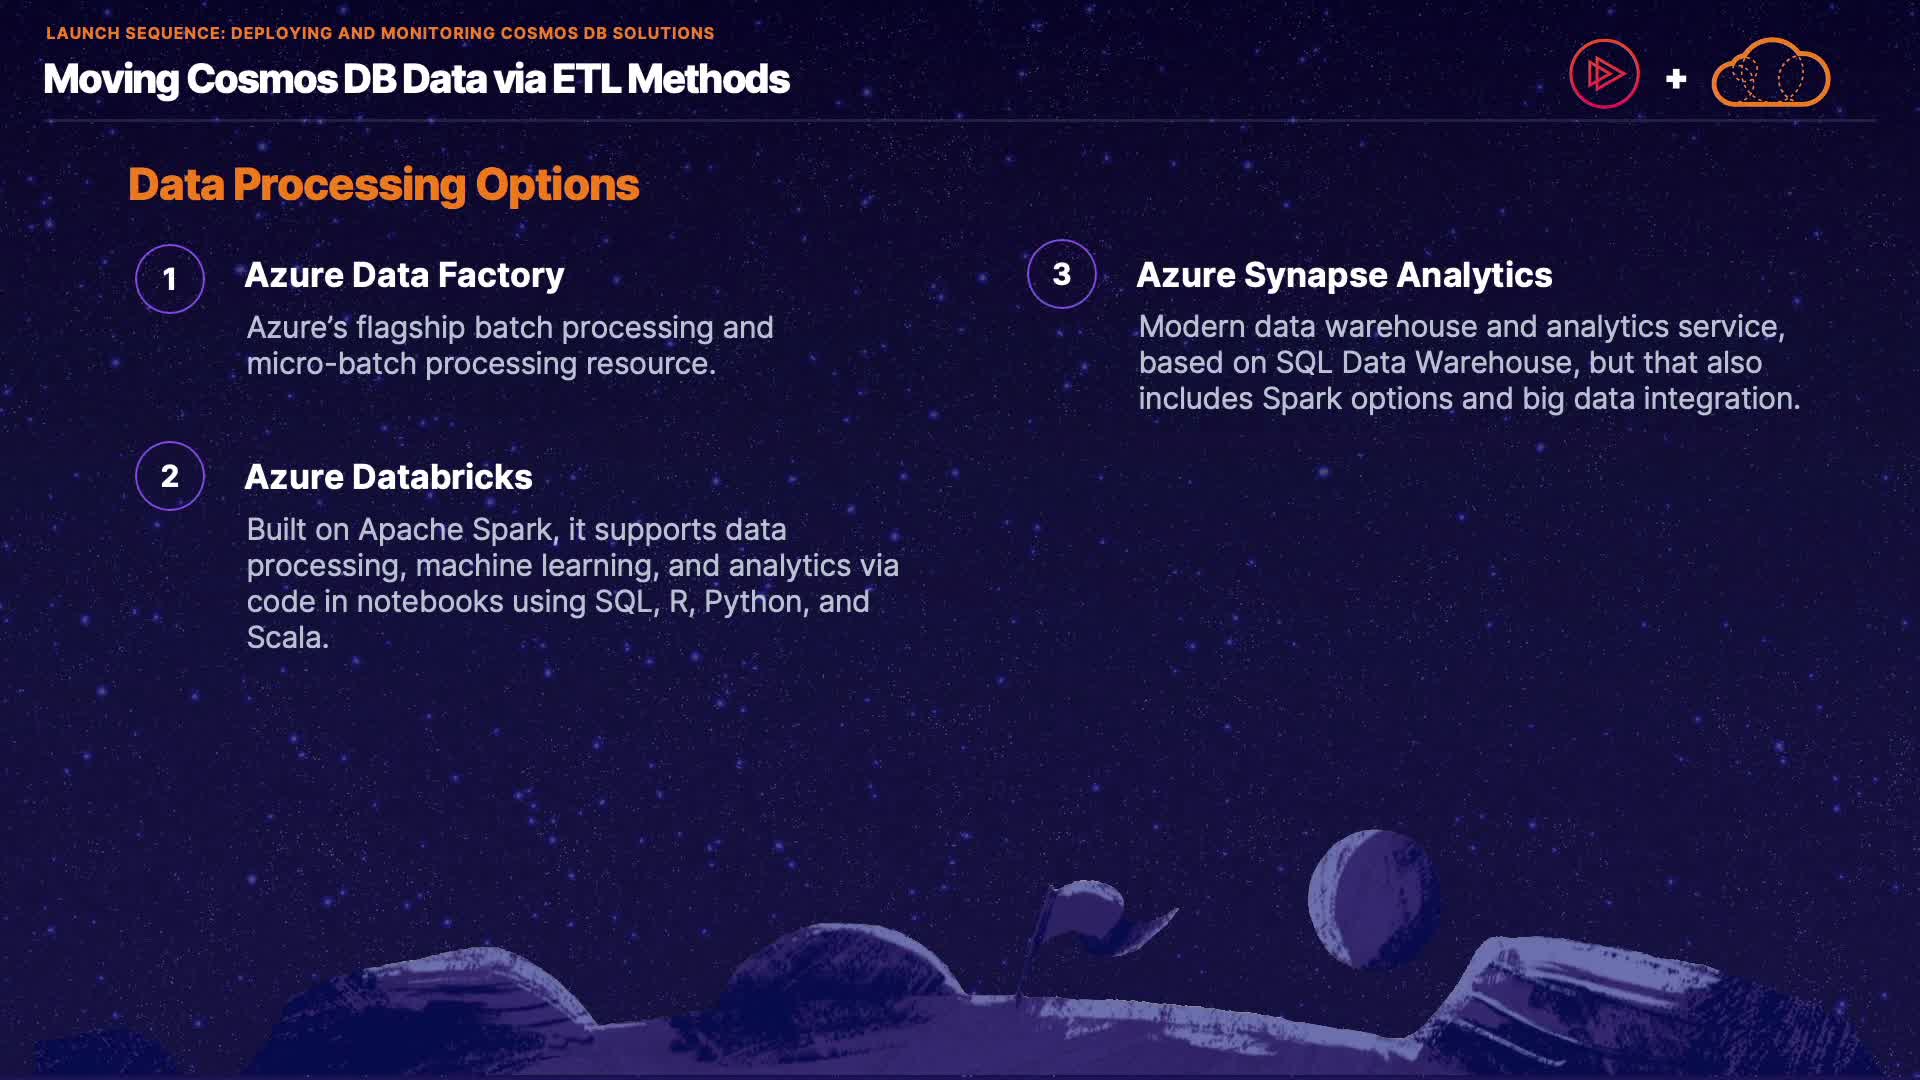 LAUNCH SEQUENCE: DEPLOYING AND MONITORING COSMOS DB SOLUTIONS
Moving Cosmos DB Data via ETL Methods
+
Data Processing Options
1
Azure Data Factory
Azure’s flagship batch processing and
micro-batch processing resource.
2
Azure Databricks
Built on Apache Spark, it supports data
processing, machine learning, and analytics via
code in notebooks using SQL, R, Python, and
Scala.
3
Azure Synapse Analytics
Modern data warehouse and analytics service,
based on SQL Data Warehouse, but that also
includes Spark options and big data integration.